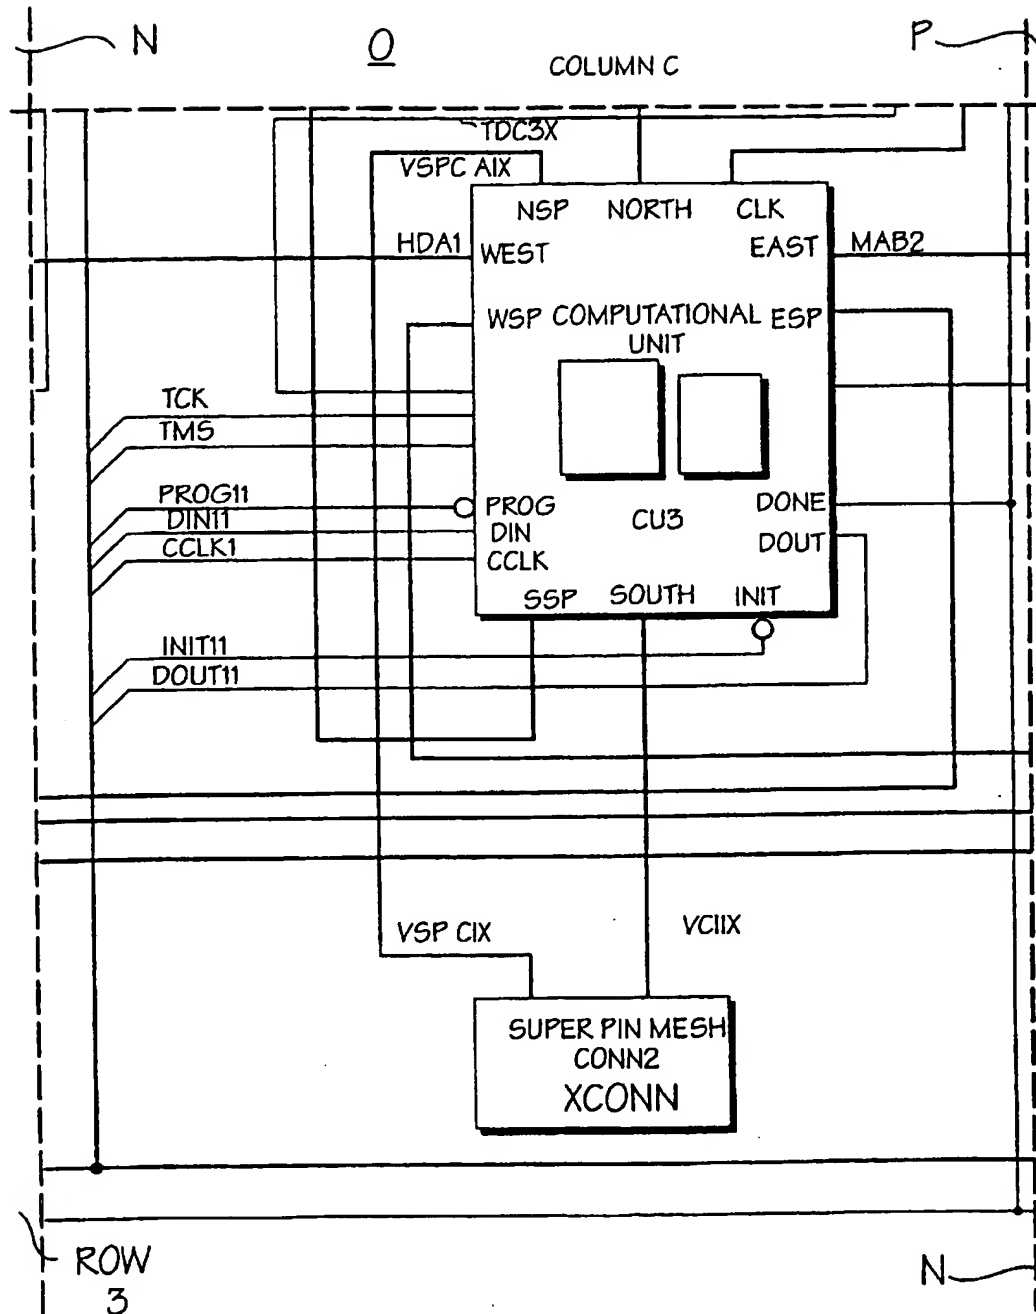 N
O
P
COLUMN C
TDC3X
VSPC AIX
NSP NORTH CLK
HDA1 WEST EAST MAB2
WSP COMPUTATIONAL ESP
UNIT
TCK
TMS
PROG11 PROG DONE
DIN11 DIN CU3
CCLK1 CCLK DOUT
SSP SOUTH INIT
INIT11
DOUT11
VSP CIX VCIIX
SUPER PIN MESH
CONN2
XCONN
ROW
3
N